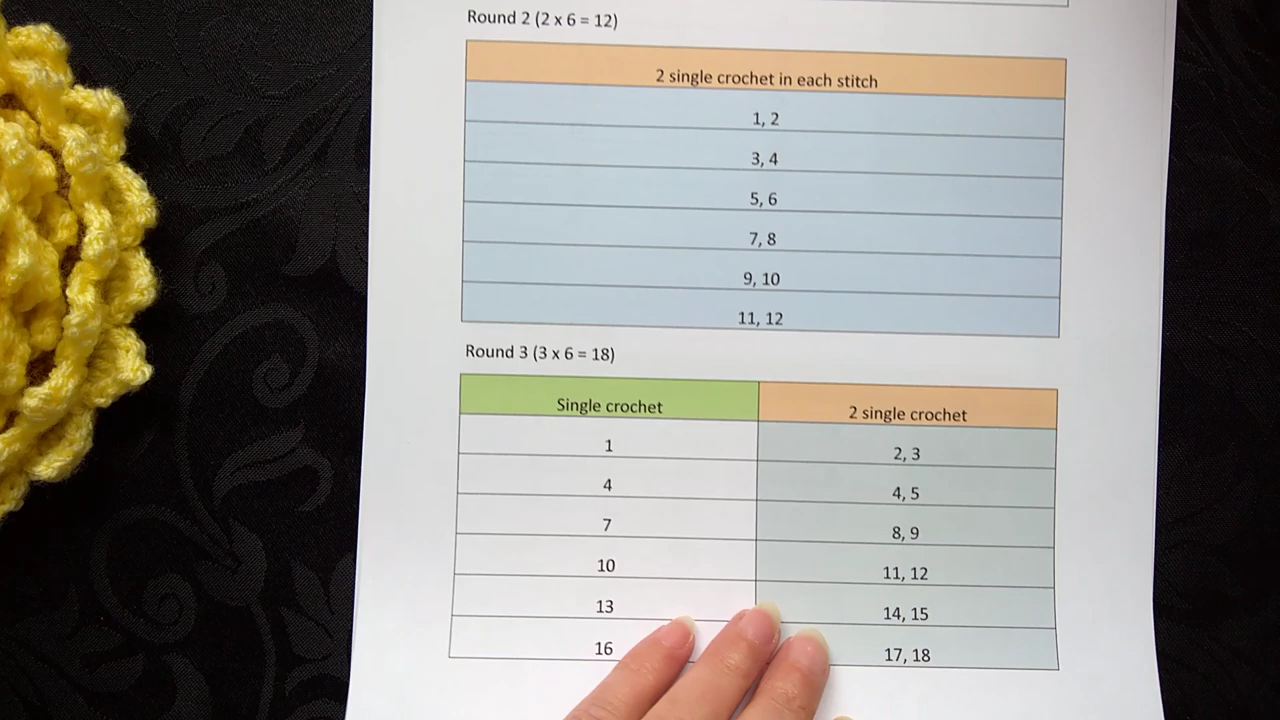 Round 2 (2 x 6 = 12)
2 single crochet in each stitch
1, 2
3, 4
5, 6
7, 8
9, 10
11, 12
Round 3 (3 x 6 = 18)
Single crochet 2 single crochet
1 2, 3
4 4, 5
7 8, 9
10 11, 12
13 14, 15
16 17, 18